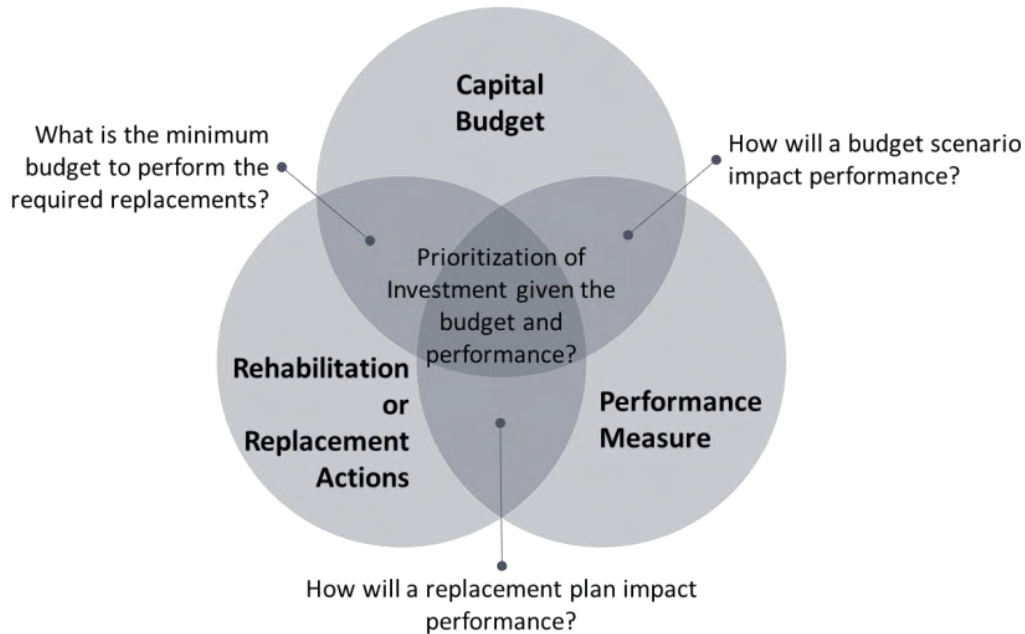 Capital
Budget
What is the minimum
budget to perform the
required replacements?
How will a budget scenario
impact performance?
Prioritization of
Investment given the
budget and
performance?
Rehabilitation
or
Replacement
Actions
Performance
Measure
How will a replacement plan impact
performance?